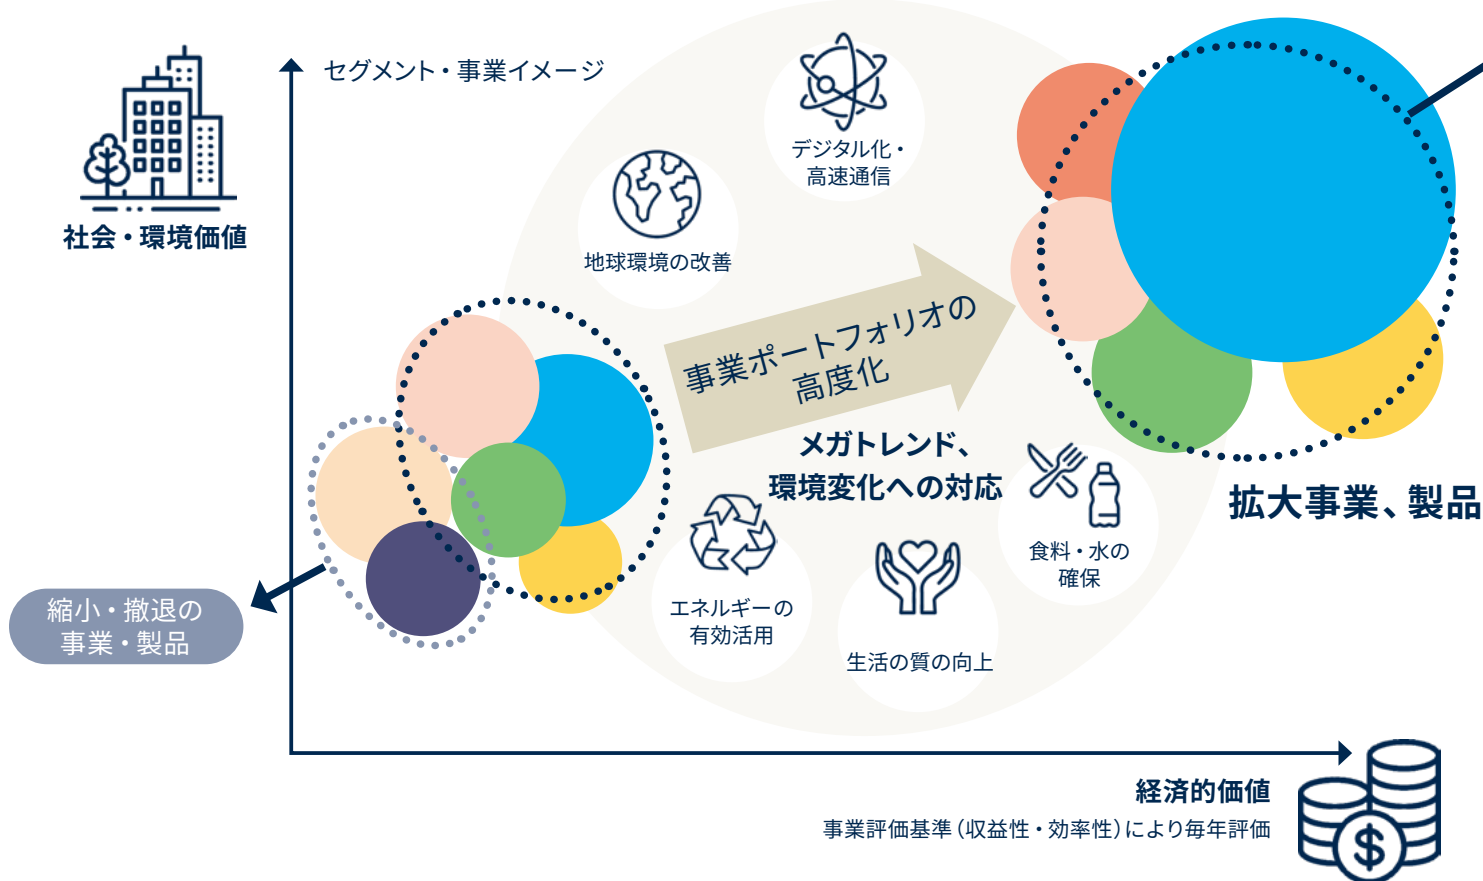 セグメント・事業イメージ
社会・環境価値
デジタル化・
高速通信
地球環境の改善
事業ポートフォリオの
高度化
メガトレンド、
環境変化への対応
拡大事業、製品
食料・水の
確保
エネルギーの
有効活用
生活の質の向上
縮小・撤退の
事業・製品
経済的価値
事業評価基準（収益性・効率性）により毎年評価
$